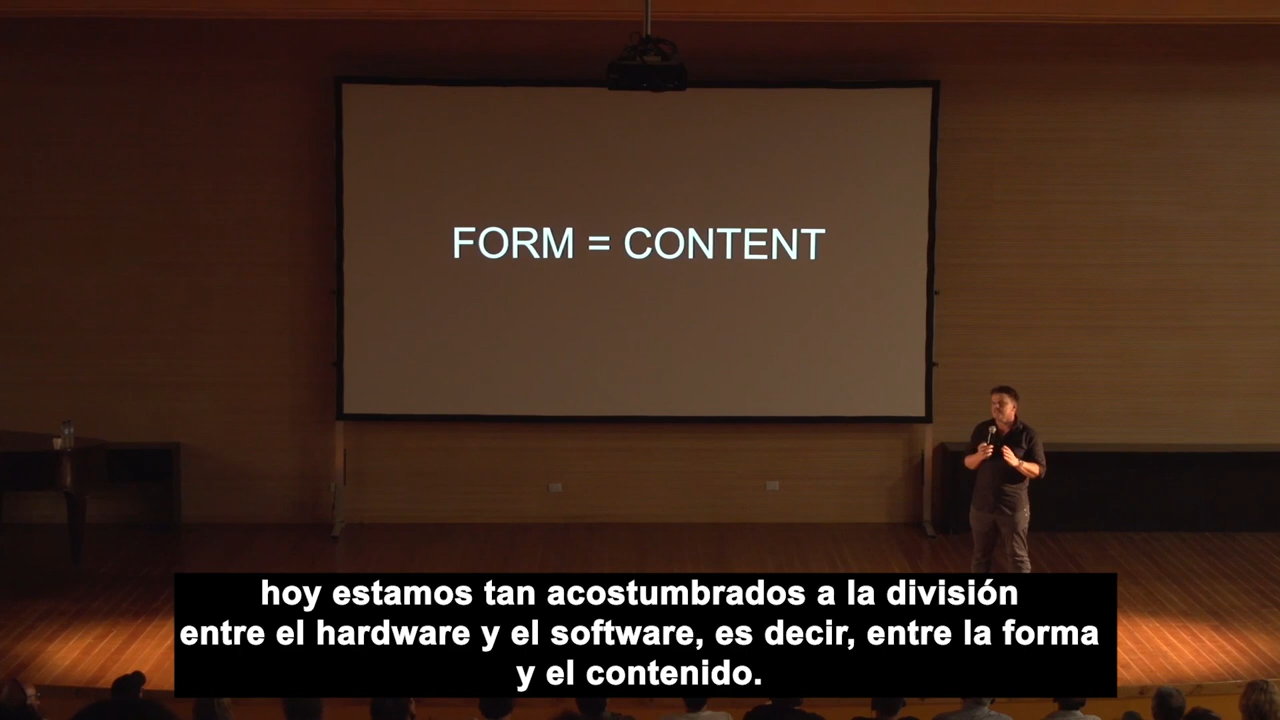 FORM = CONTENT
hoy estamos tan acostumbrados a la división
entre el hardware y el software, es decir, entre la forma
y el contenido.